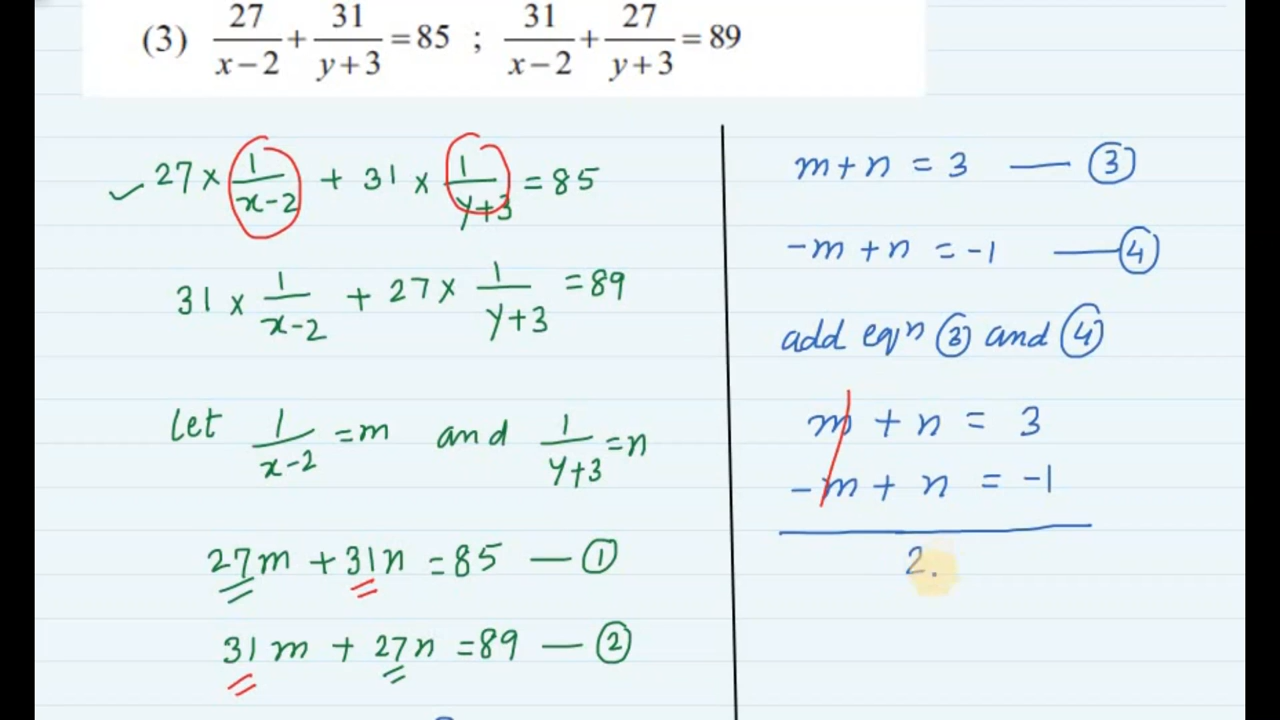 (3) 27/(x−2) + 31/(y+3) = 85 ; 31/(x−2) + 27/(y+3) = 89
27 × 1/(x-2) + 31 × 1/(y+3) = 85
31 × 1/(x-2) + 27 × 1/(y+3) = 89
Let 1/(x-2) = m and 1/(y+3) = n
27m + 31n = 85 — ①
31m + 27n = 89 — ②
m + n = 3 — ③
-m + n = -1 — ④
add eqn ③ and ④
m + n = 3
-m + n = -1
2.